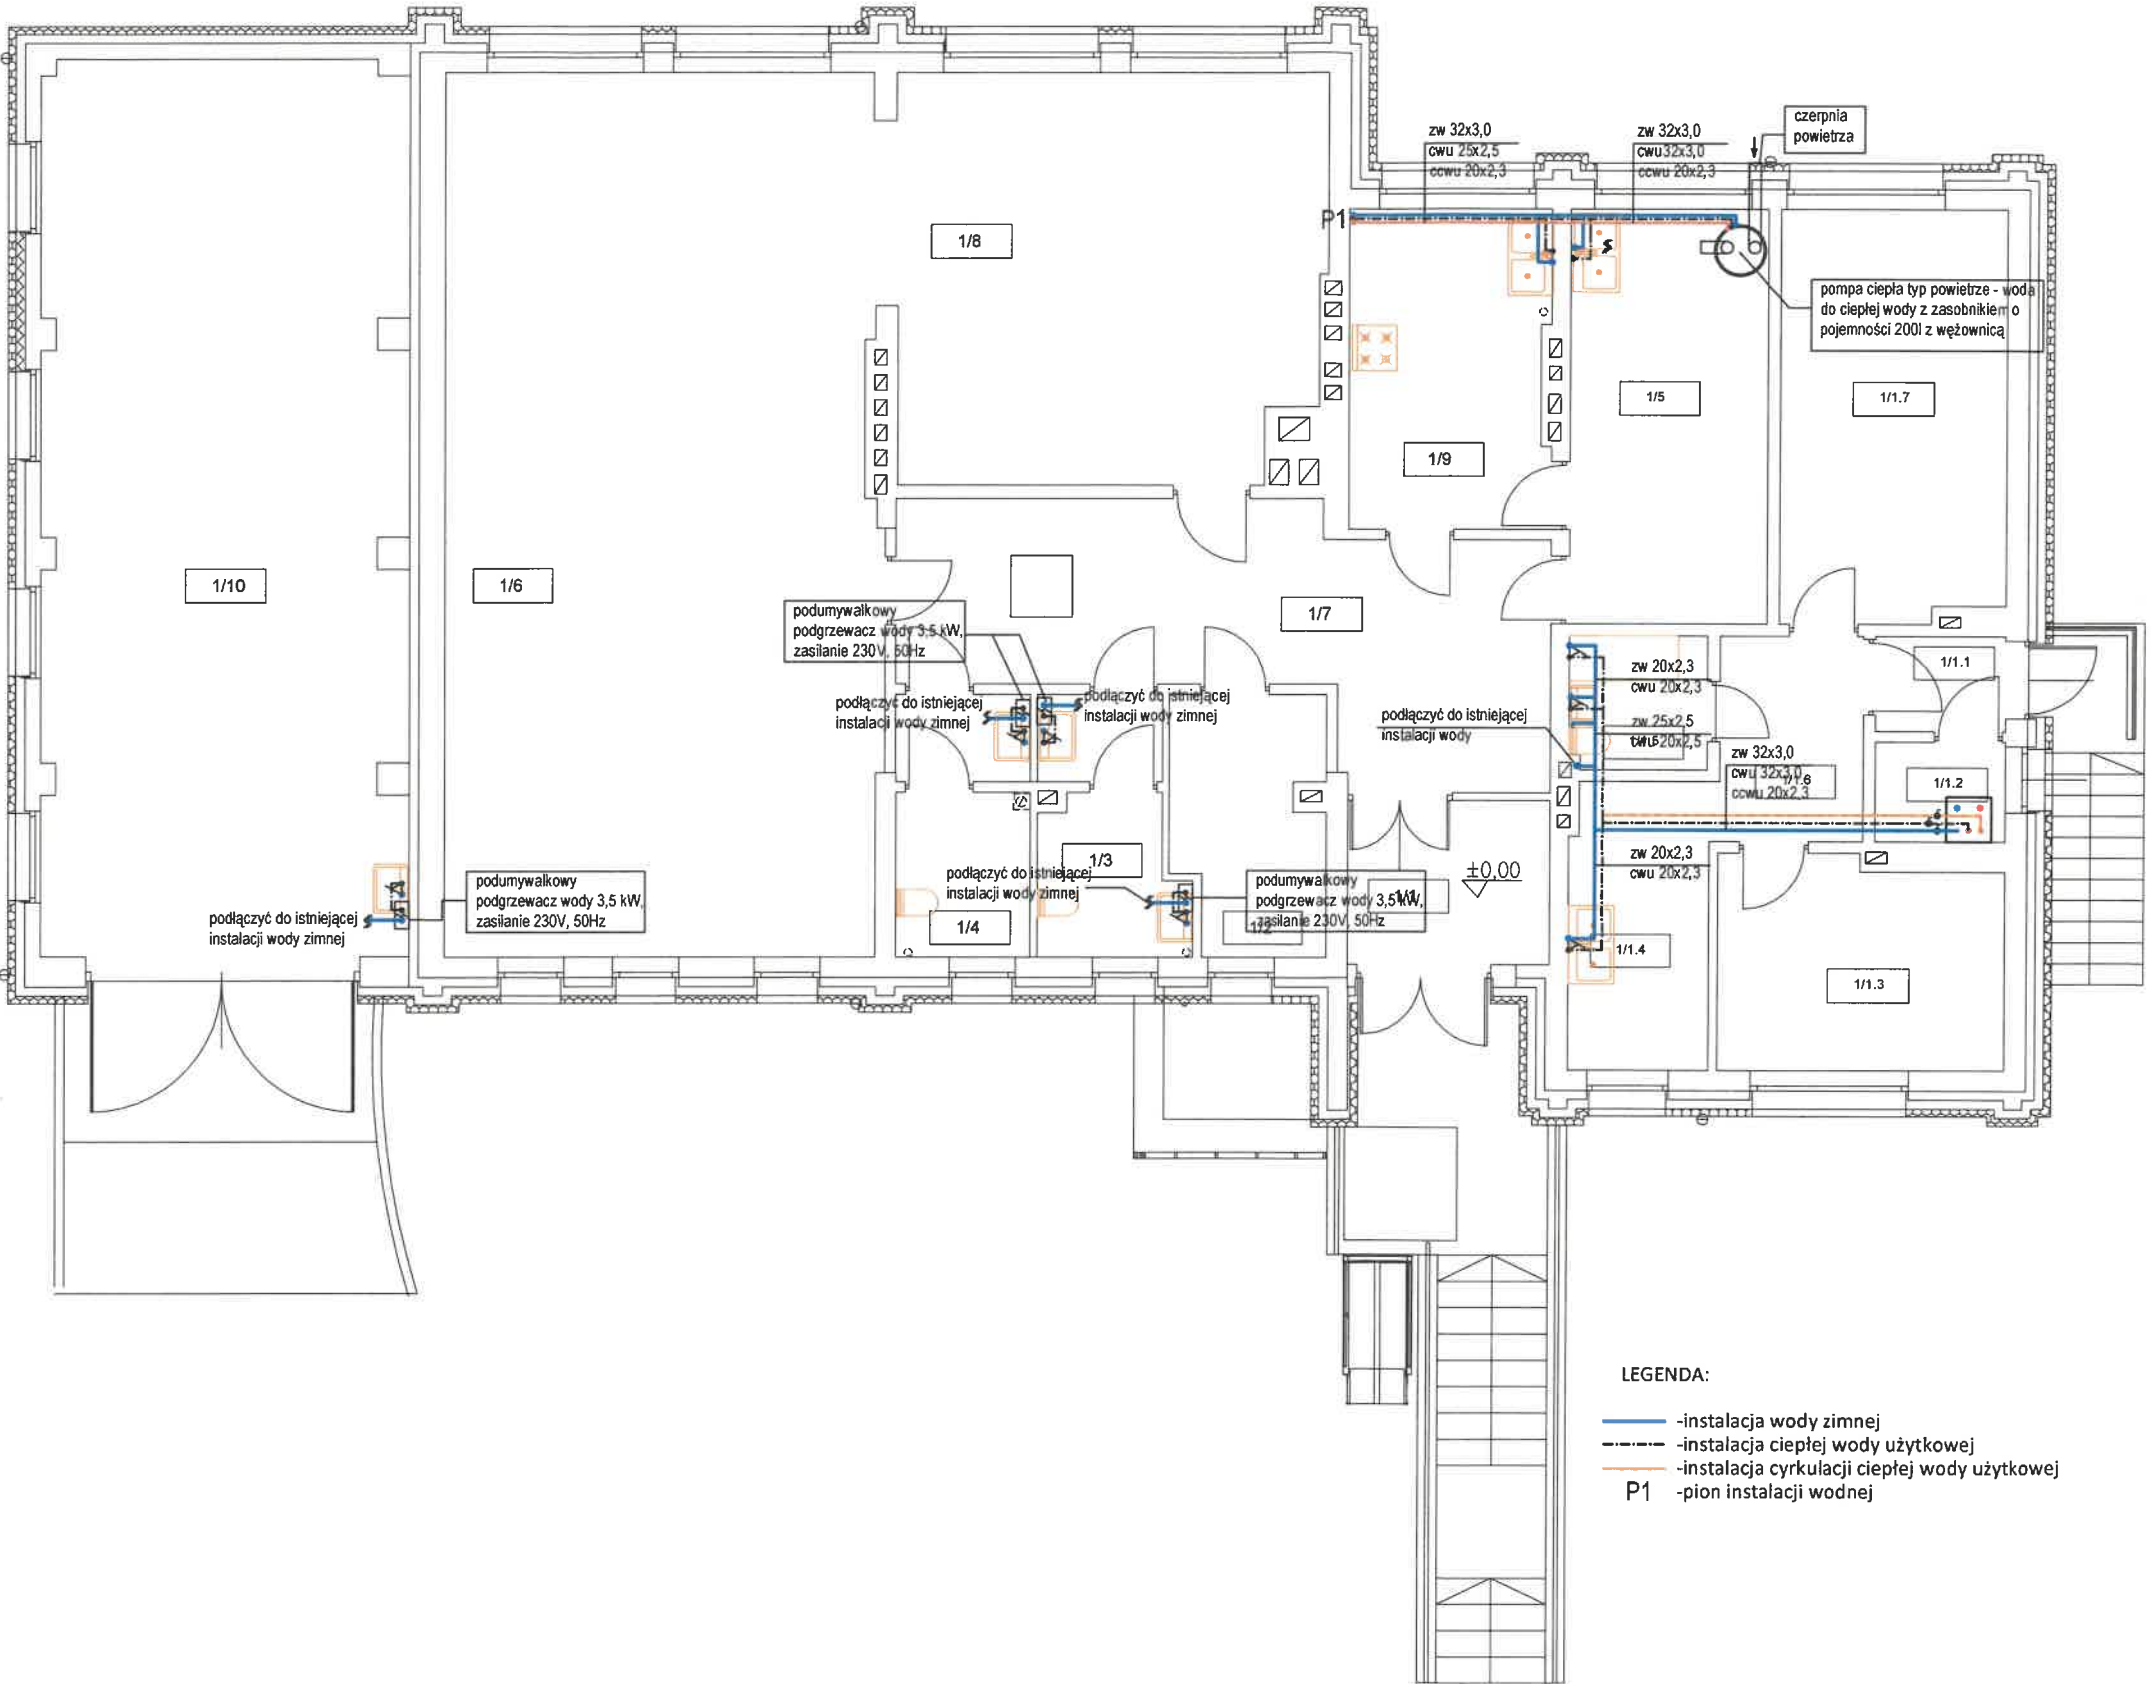 zw 32x3,0
cwu 25x2,5
ccwu 20x2,3
zw 32x3,0
cwu32x3,0
ccwu 20x2,3
czerpnia
powietrza
P1
1/8
pompa ciepła typ powietrze - woda
do ciepłej wody z zasobnikiem o
pojemności 200l z wężownicą
1/5
1/1.7
1/9
1/10
1/6
1/7
podumywalkowy
podgrzewacz wody 3,5 kW,
zasilanie 230V, 50Hz
podłączyć do istniejącej
instalacji wody zimnej
podłączyć do istniejącej
instalacji wody zimnej
podłączyć do istniejącej
instalacji wody
zw 20x2,3
cwu 20x2,3
1/1.1
zw 25x2,5
20x2,5
zw 32x3,0
cwu 32x3,0
ccwu 20x2,3
1/1.6
1/1.2
zw 20x2,3
cwu 20x2,3
1/3
podłączyć do istniejącej
instalacji wody zimnej
podumywalkowy
podgrzewacz wody 3,5 kW,
zasilanie 230V, 50Hz
1/1
1/2
±0,00
podumywalkowy
podgrzewacz wody 3,5 kW,
zasilanie 230V, 50Hz
podłączyć do istniejącej
instalacji wody zimnej
1/4
1/1.4
1/1.3
LEGENDA:
-instalacja wody zimnej
-instalacja ciepłej wody użytkowej
-instalacja cyrkulacji ciepłej wody użytkowej
P1 -pion instalacji wodnej